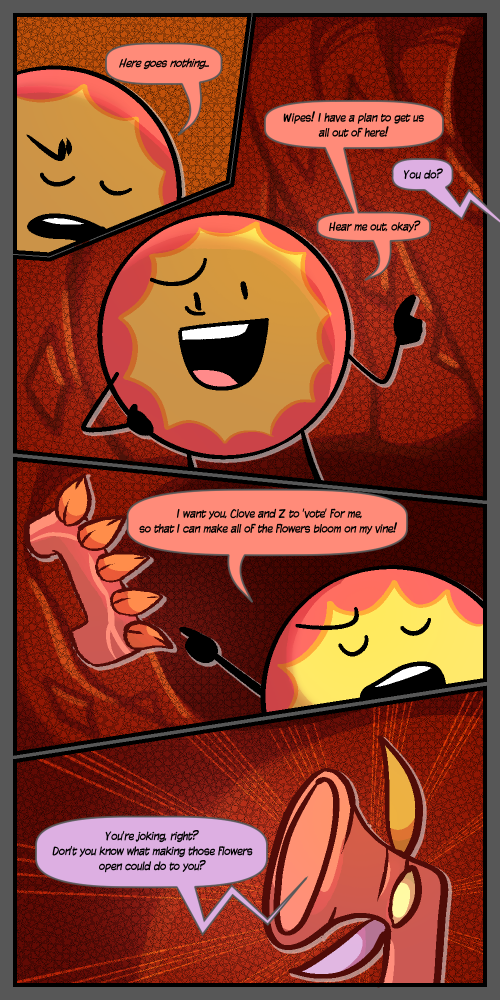 Here goes nothing...
Wipes! I have a plan to get us
all out of here!
You do?
Hear me out, okay?
I want you, Clove and Z to 'vote' for me,
so that I can make all of the flowers bloom on my vine!
You're joking, right?
Don't you know what making those flowers
open could do to you?